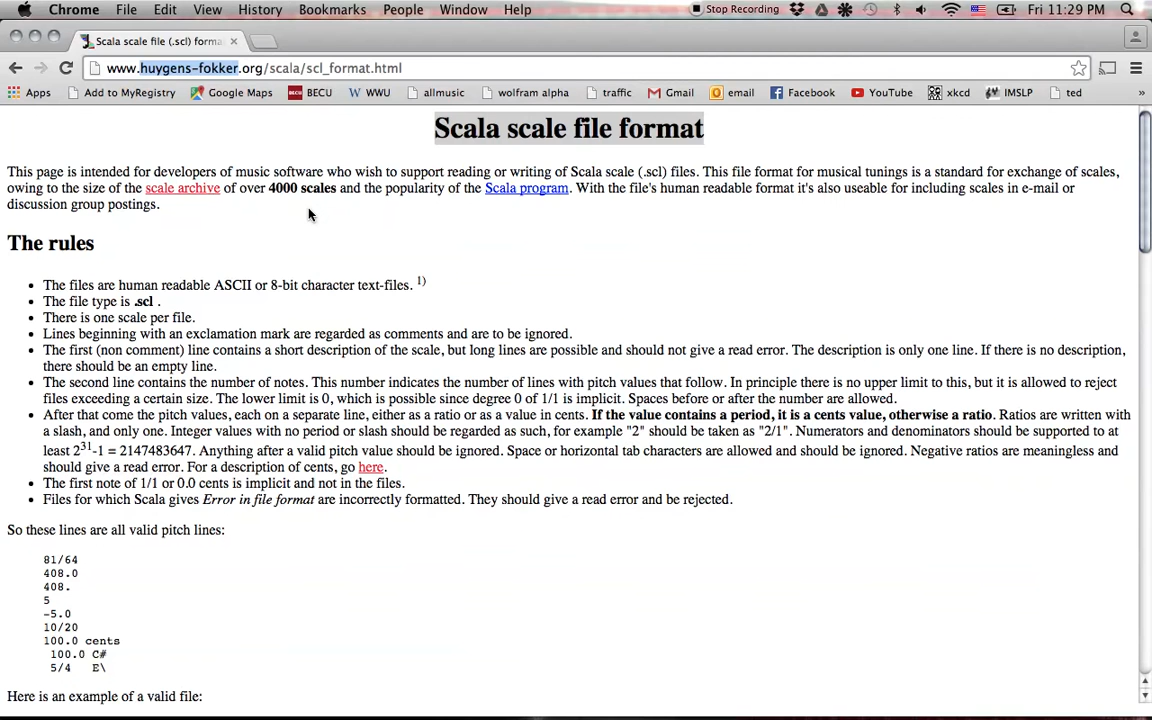 Chrome File Edit View History Bookmarks People Window Help Stop Recording Fri 11:29 PM
Scala scale file (.scl) forma
www.huygens-fokker.org/scala/scl_format.html
Apps Add to MyRegistry Google Maps BECU WWU allmusic wolfram alpha traffic Gmail email Facebook YouTube xkcd IMSLP ted »
Scala scale file format
This page is intended for developers of music software who wish to support reading or writing of Scala scale (.scl) files. This file format for musical tunings is a standard for exchange of scales,
owing to the size of the scale archive of over 4000 scales and the popularity of the Scala program. With the file's human readable format it's also useable for including scales in e-mail or
discussion group postings.
The rules
• The files are human readable ASCII or 8-bit character text-files. 1)
• The file type is .scl .
• There is one scale per file.
• Lines beginning with an exclamation mark are regarded as comments and are to be ignored.
• The first (non comment) line contains a short description of the scale, but long lines are possible and should not give a read error. The description is only one line. If there is no description,
there should be an empty line.
• The second line contains the number of notes. This number indicates the number of lines with pitch values that follow. In principle there is no upper limit to this, but it is allowed to reject
files exceeding a certain size. The lower limit is 0, which is possible since degree 0 of 1/1 is implicit. Spaces before or after the number are allowed.
• After that come the pitch values, each on a separate line, either as a ratio or as a value in cents. If the value contains a period, it is a cents value, otherwise a ratio. Ratios are written with
a slash, and only one. Integer values with no period or slash should be regarded as such, for example "2" should be taken as "2/1". Numerators and denominators should be supported to at
least 2^31-1 = 2147483647. Anything after a valid pitch value should be ignored. Space or horizontal tab characters are allowed and should be ignored. Negative ratios are meaningless and
should give a read error. For a description of cents, go here.
• The first note of 1/1 or 0.0 cents is implicit and not in the files.
• Files for which Scala gives Error in file format are incorrectly formatted. They should give a read error and be rejected.
So these lines are all valid pitch lines:
81/64
408.0
408.
5
-5.0
10/20
100.0 cents
100.0 C#
5/4 E\
Here is an example of a valid file: